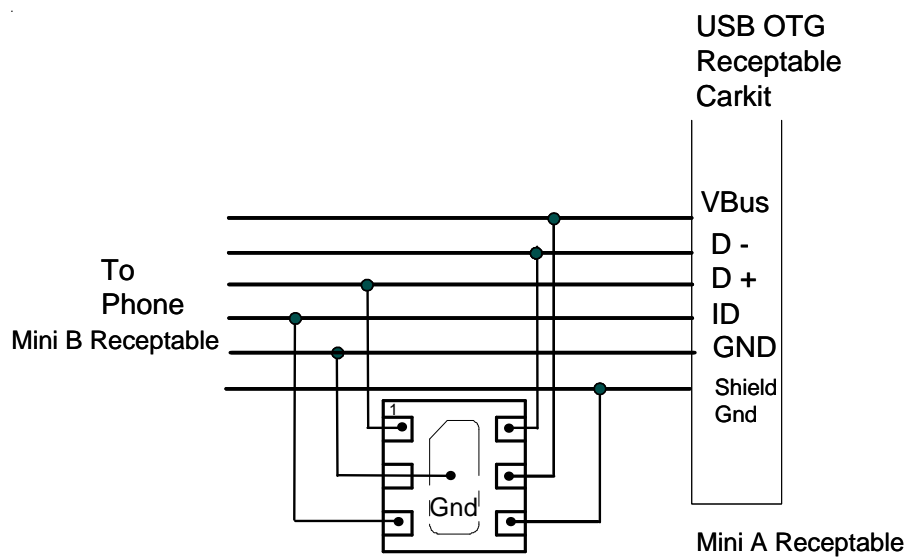 USB OTG
Receptable
Carkit
VBus
D -
D +
ID
GND
Shield
Gnd
To
Phone
Mini B Receptable
1
Gnd
Mini A Receptable